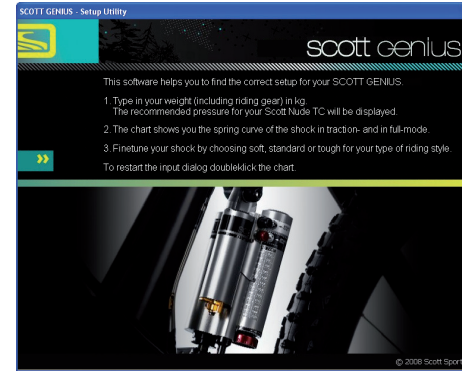 SCOTT GENIUS - Setup Utility
scott genius
This software helps you to find the correct setup for your SCOTT GENIUS.
1. Type in your weight (including riding gear) in kg.
The recommended pressure for your Scott Nude TC will be displayed.
2. The chart shows you the spring curve of the shock in traction- and in full-mode.
3. Finetune your shock by choosing soft, standard or tough for your type of riding style.
To restart the input dialog doubleklick the chart.
© 2008 Scott Sport